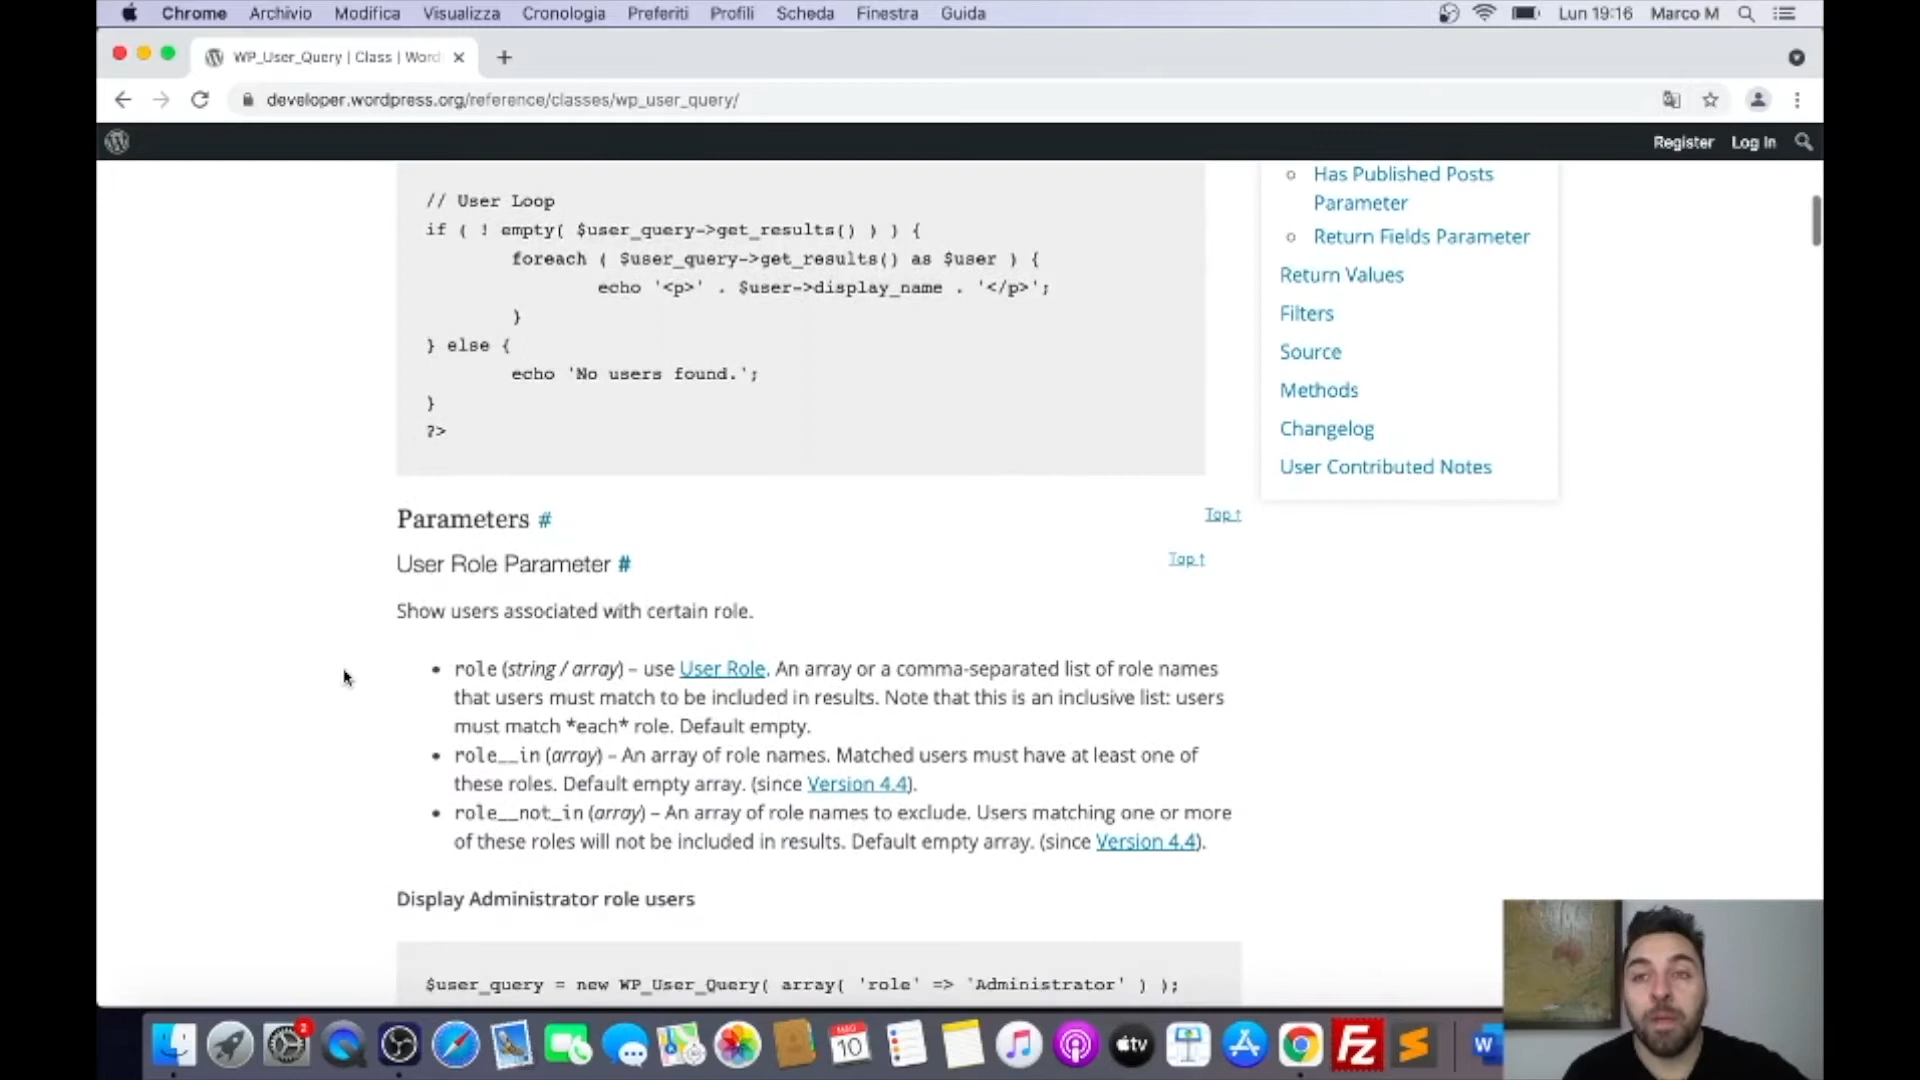 Chrome Archivio Modifica Visualizza Cronologia Preferiti Profili Scheda Finestra Guida Lun 19:16 Marco M
WP_User_Query | Class | Word
developer.wordpress.org/reference/classes/wp_user_query/
Register Log In
// User Loop
if ( ! empty( $user_query->get_results() ) ) {
foreach ( $user_query->get_results() as $user ) {
echo '<p>' . $user->display_name . '</p>';
}
} else {
echo 'No users found.';
}
?>
Has Published Posts
Parameter
Return Fields Parameter
Return Values
Filters
Source
Methods
Changelog
User Contributed Notes
Parameters #
Top ↑
User Role Parameter #
Top ↑
Show users associated with certain role.
role (string / array) – use User Role. An array or a comma-separated list of role names
that users must match to be included in results. Note that this is an inclusive list: users
must match *each* role. Default empty.
role__in (array) – An array of role names. Matched users must have at least one of
these roles. Default empty array. (since Version 4.4).
role__not_in (array) – An array of role names to exclude. Users matching one or more
of these roles will not be included in results. Default empty array. (since Version 4.4).
Display Administrator role users
$user_query = new WP_User_Query( array( 'role' => 'Administrator' ) );
2
MAG
10
tv
Fz
W